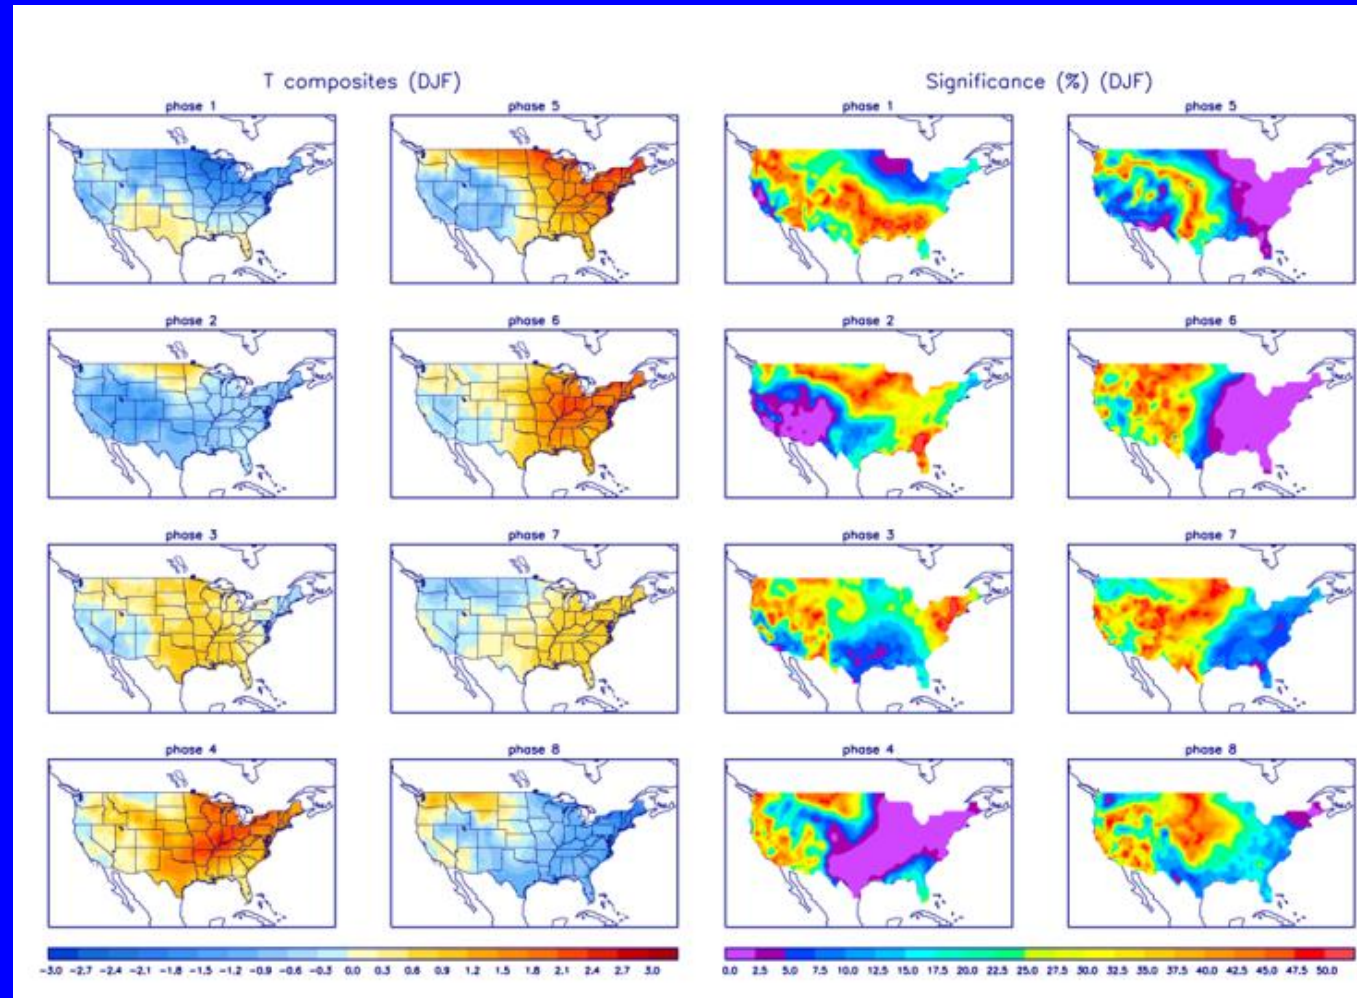 T composites (DJF) Significance (%) (DJF)
phase 1 phase 5 phase 1 phase 5
phase 2 phase 6 phase 2 phase 6
phase 3 phase 7 phase 3 phase 7
phase 4 phase 8 phase 4 phase 8
-3.0 -2.7 -2.4 -2.1 -1.8 -1.5 -1.2 -0.9 -0.6 -0.3 0.0 0.3 0.6 0.9 1.2 1.5 1.8 2.1 2.4 2.7 3.0 0.0 2.5 5.0 7.5 10.0 12.5 15.0 17.5 20.0 22.5 25.0 27.5 30.0 32.5 35.0 37.5 40.0 42.5 45.0 47.5 50.0